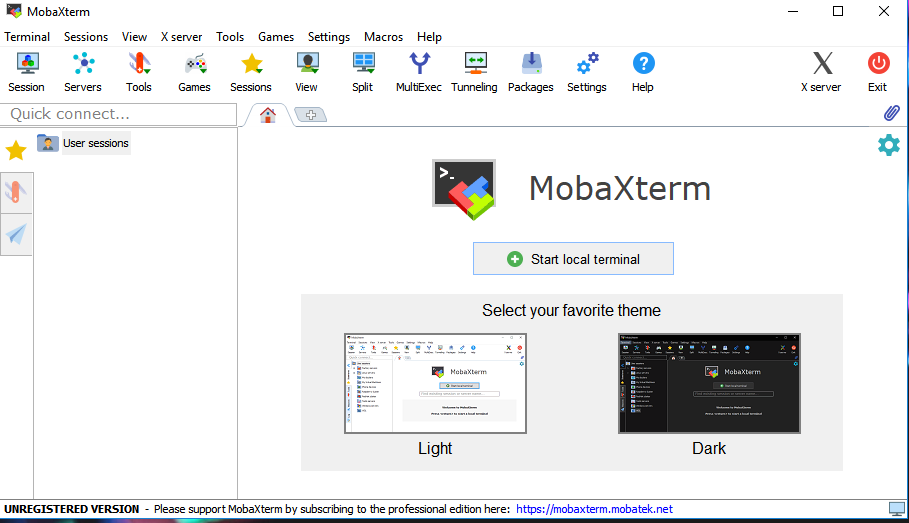 MobaXterm
Terminal Sessions View X server Tools Games Settings Macros Help
Session Servers Tools Games Sessions View Split MultiExec Tunneling Packages Settings Help X server Exit
Quick connect...
User sessions
>_
MobaXterm
Start local terminal
Select your favorite theme
MobaXterm
MobaXterm
Light Dark
UNREGISTERED VERSION - Please support MobaXterm by subscribing to the professional edition here: https://mobaxterm.mobatek.net